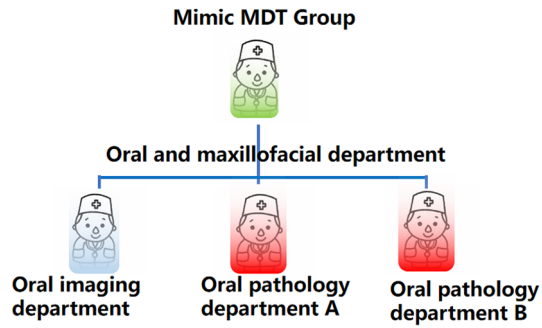 Mimic MDT Group
Oral and maxillofacial department
Oral imaging
department
Oral pathology
department A
Oral pathology
department B